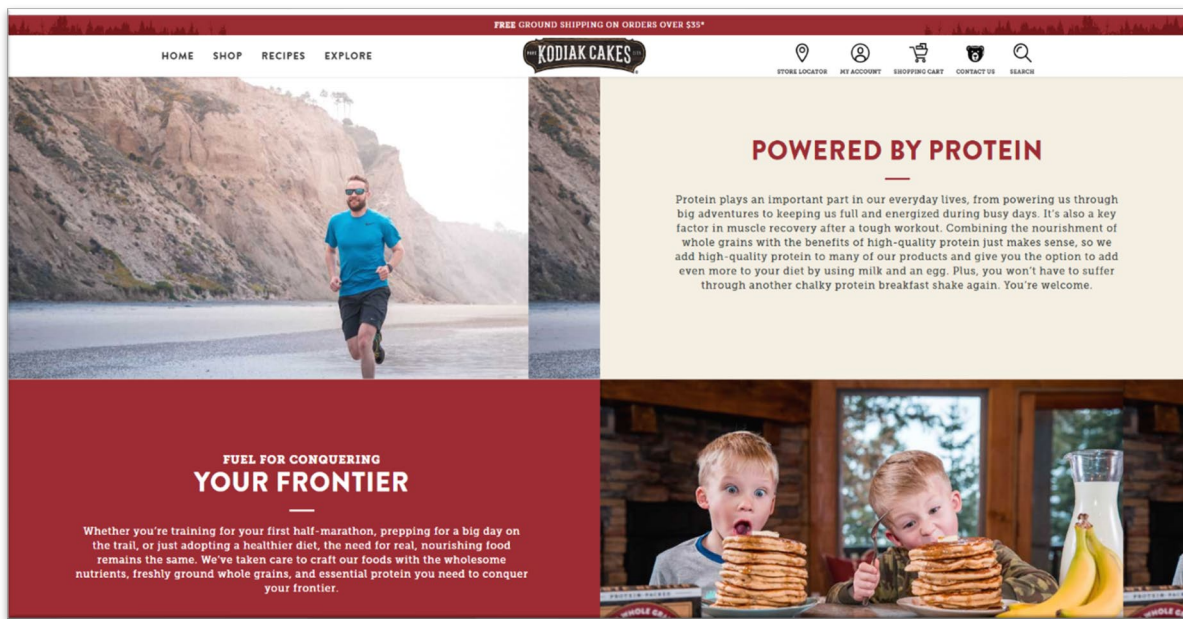 FREE GROUND SHIPPING ON ORDERS OVER $35*
HOME SHOP RECIPES EXPLORE
KODIAK CAKES
STORE LOCATOR MY ACCOUNT SHOPPING CART CONTACT US SEARCH
POWERED BY PROTEIN
Protein plays an important part in our everyday lives, from powering us through
big adventures to keeping us full and energized during busy days. It's also a key
factor in muscle recovery after a tough workout. Combining the nourishment of
whole grains with the benefits of high-quality protein just makes sense, so we
add high-quality protein to many of our products and give you the option to add
even more to your diet by using milk and an egg. Plus, you won't have to suffer
through another chalky protein breakfast shake again. You're welcome.
FUEL FOR CONQUERING
YOUR FRONTIER
Whether you're training for your first half-marathon, prepping for a big day on
the trail, or just adopting a healthier diet, the need for real, nourishing food
remains the same. We've taken care to craft our foods with the wholesome
nutrients, freshly ground whole grains, and essential protein you need to conquer
your frontier.
PROTEIN-PACKED
WHOLE GRA
WHOLE G